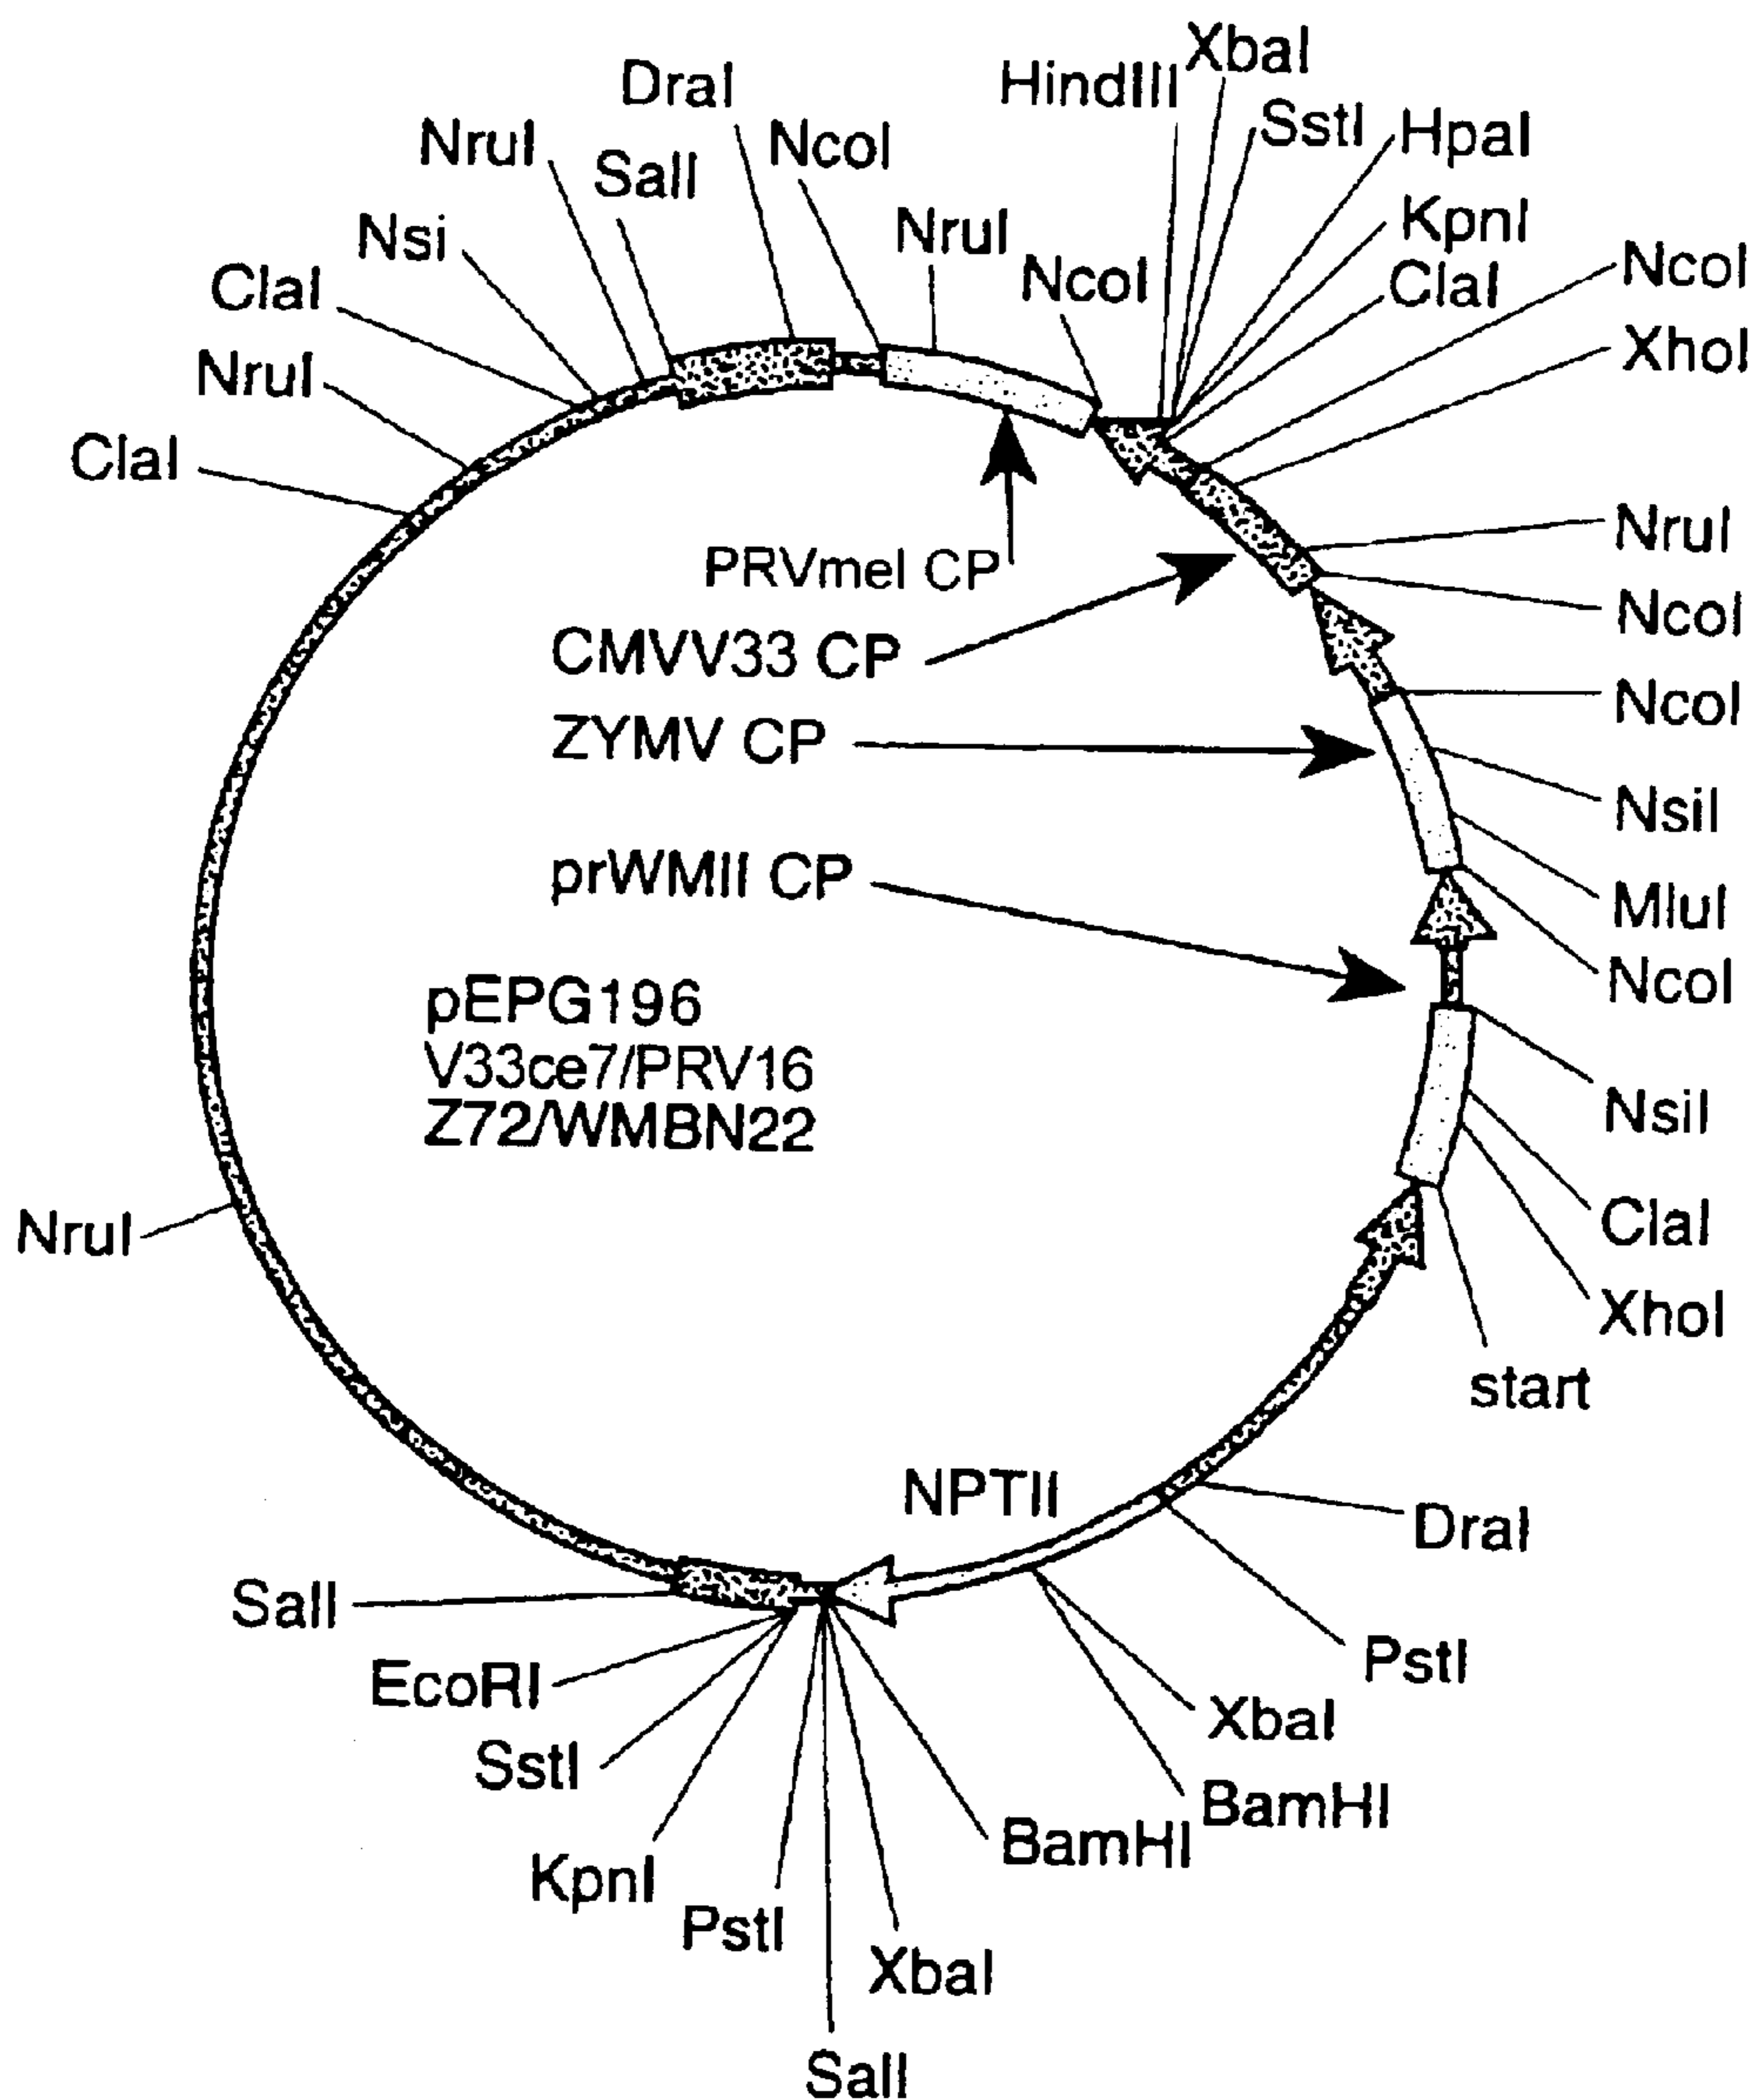 XbaI
HindIII
DraI
SstI
HpaI
NruI
NcoI
SalI
KpnI
NruI
Nsi
NcoI
NcoI
ClaI
ClaI
XhoI
NruI
ClaI
NruI
PRVmel CP
NcoI
CMVV33 CP
NcoI
ZYMV CP
NsiI
prWMII CP
MluI
NcoI
pEPG196
V33ce7/PRV16
Z72/WMBN22
NsiI
ClaI
NruI
XhoI
start
NPTII
DraI
SalI
PstI
EcoRI
XbaI
SstI
BamHI
BamHI
KpnI
PstI
XbaI
SalI